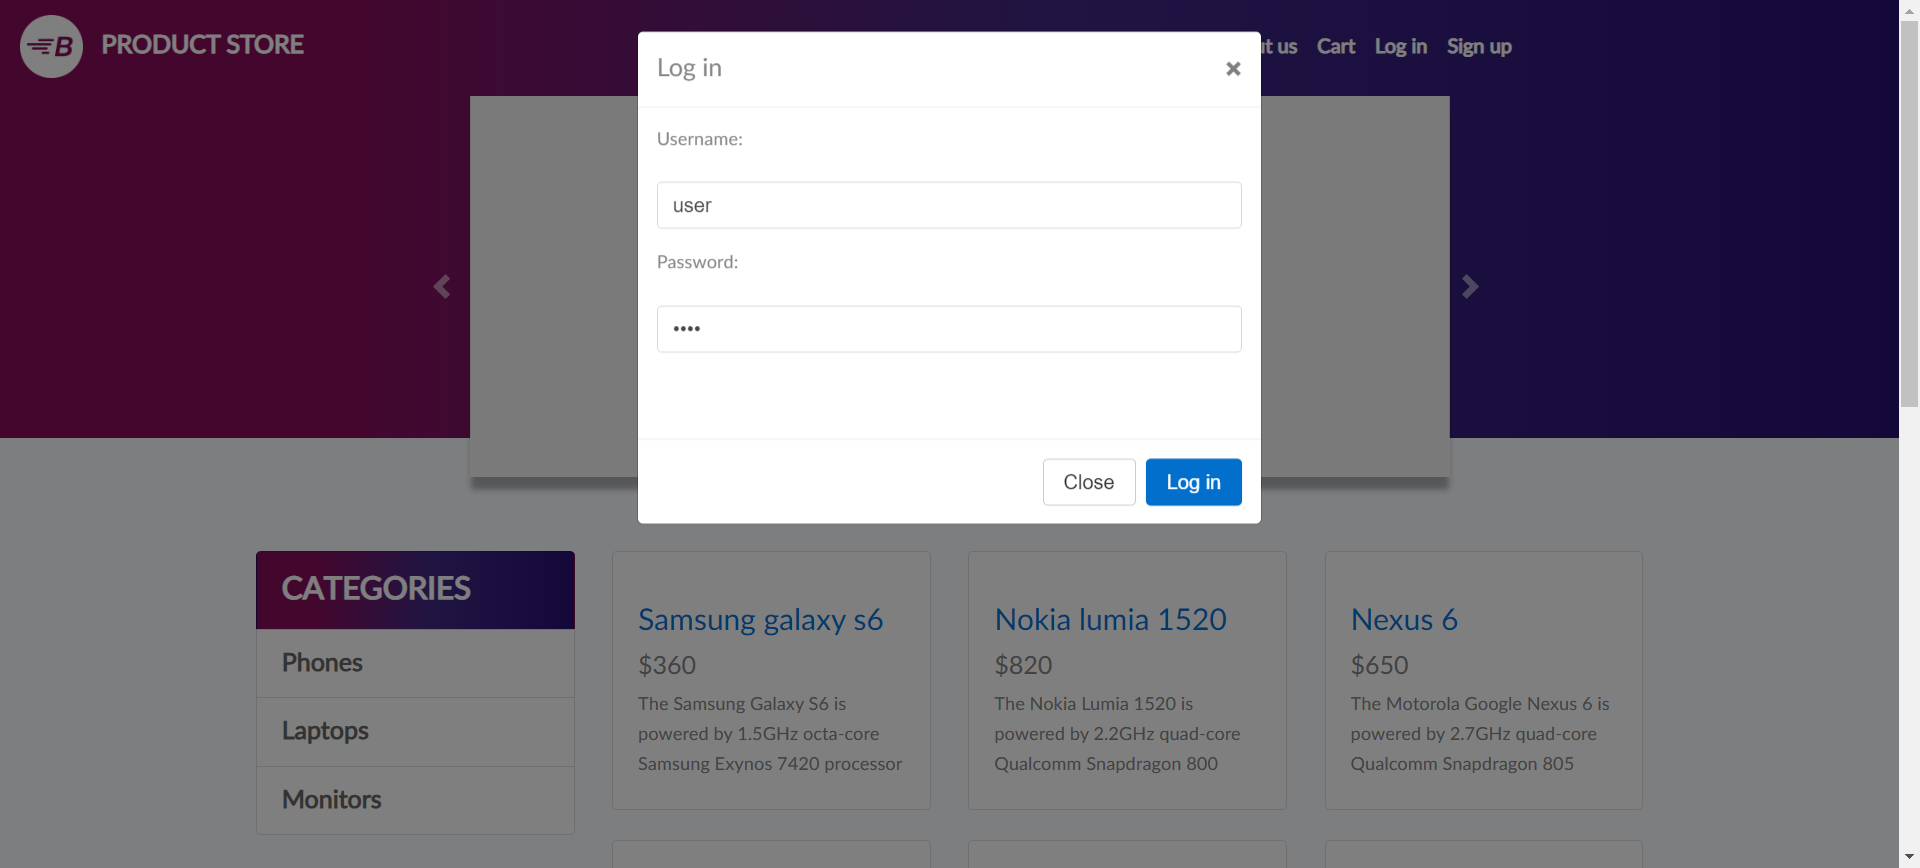 B PRODUCT STORE
t us Cart Log in Sign up
Log in
×
Username:
user
Password:
••••
Close Log in
CATEGORIES
Phones
Laptops
Monitors
Samsung galaxy s6
$360
The Samsung Galaxy S6 is
powered by 1.5GHz octa-core
Samsung Exynos 7420 processor
Nokia lumia 1520
$820
The Nokia Lumia 1520 is
powered by 2.2GHz quad-core
Qualcomm Snapdragon 800
Nexus 6
$650
The Motorola Google Nexus 6 is
powered by 2.7GHz quad-core
Qualcomm Snapdragon 805